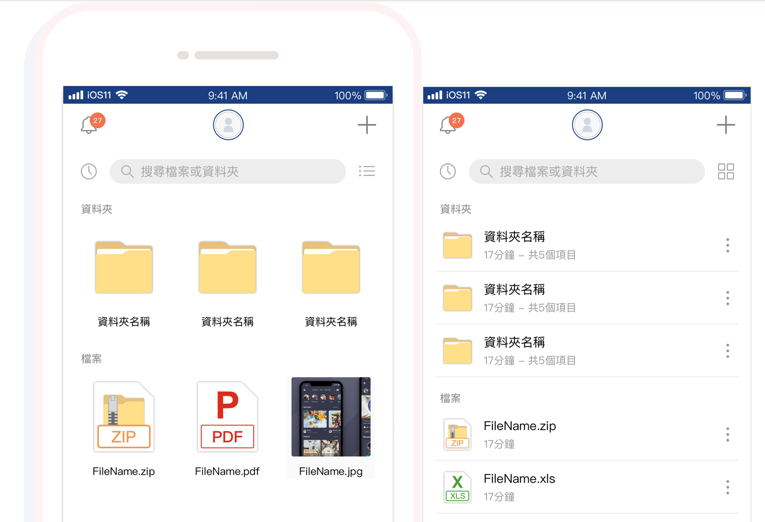 iOS11 9:41 AM 100%
27
搜尋檔案或資料夾
資料夾
資料夾名稱 資料夾名稱 資料夾名稱
檔案
ZIP
P
PDF
FileName.zip FileName.pdf FileName.jpg
iOS11 9:41 AM 100%
27
搜尋檔案或資料夾
資料夾
資料夾名稱
17分鐘 – 共5個項目
資料夾名稱
17分鐘 – 共5個項目
資料夾名稱
17分鐘 – 共5個項目
檔案
ZIP
FileName.zip
17分鐘
X
XLS
FileName.xls
17分鐘